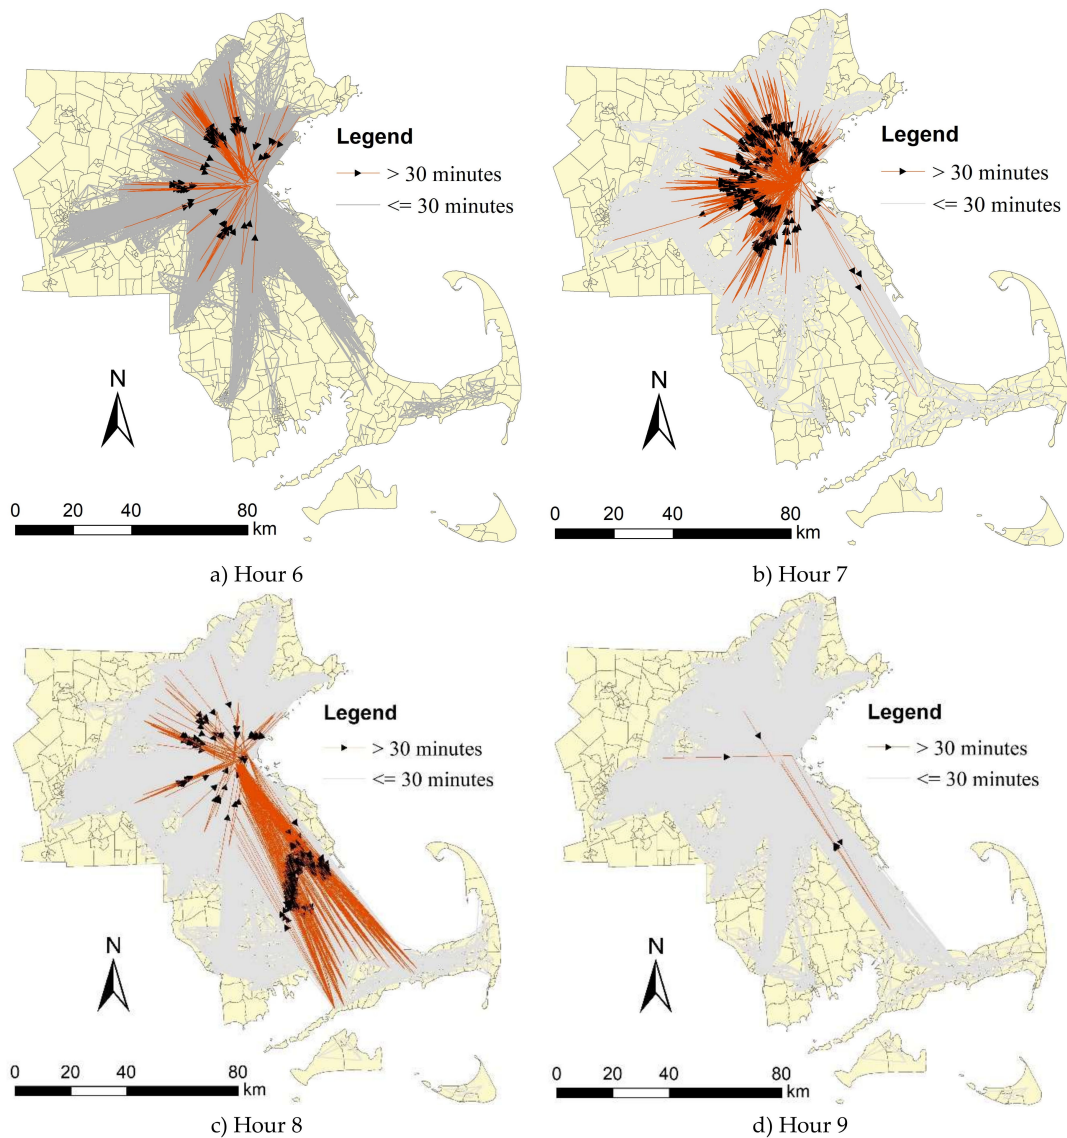 Legend
> 30 minutes
<= 30 minutes
N
0 20 40 80
km
a) Hour 6
Legend
> 30 minutes
<= 30 minutes
N
0 20 40 80
km
b) Hour 7
Legend
> 30 minutes
<= 30 minutes
N
0 20 40 80
km
c) Hour 8
Legend
> 30 minutes
<= 30 minutes
N
0 20 40 80
km
d) Hour 9